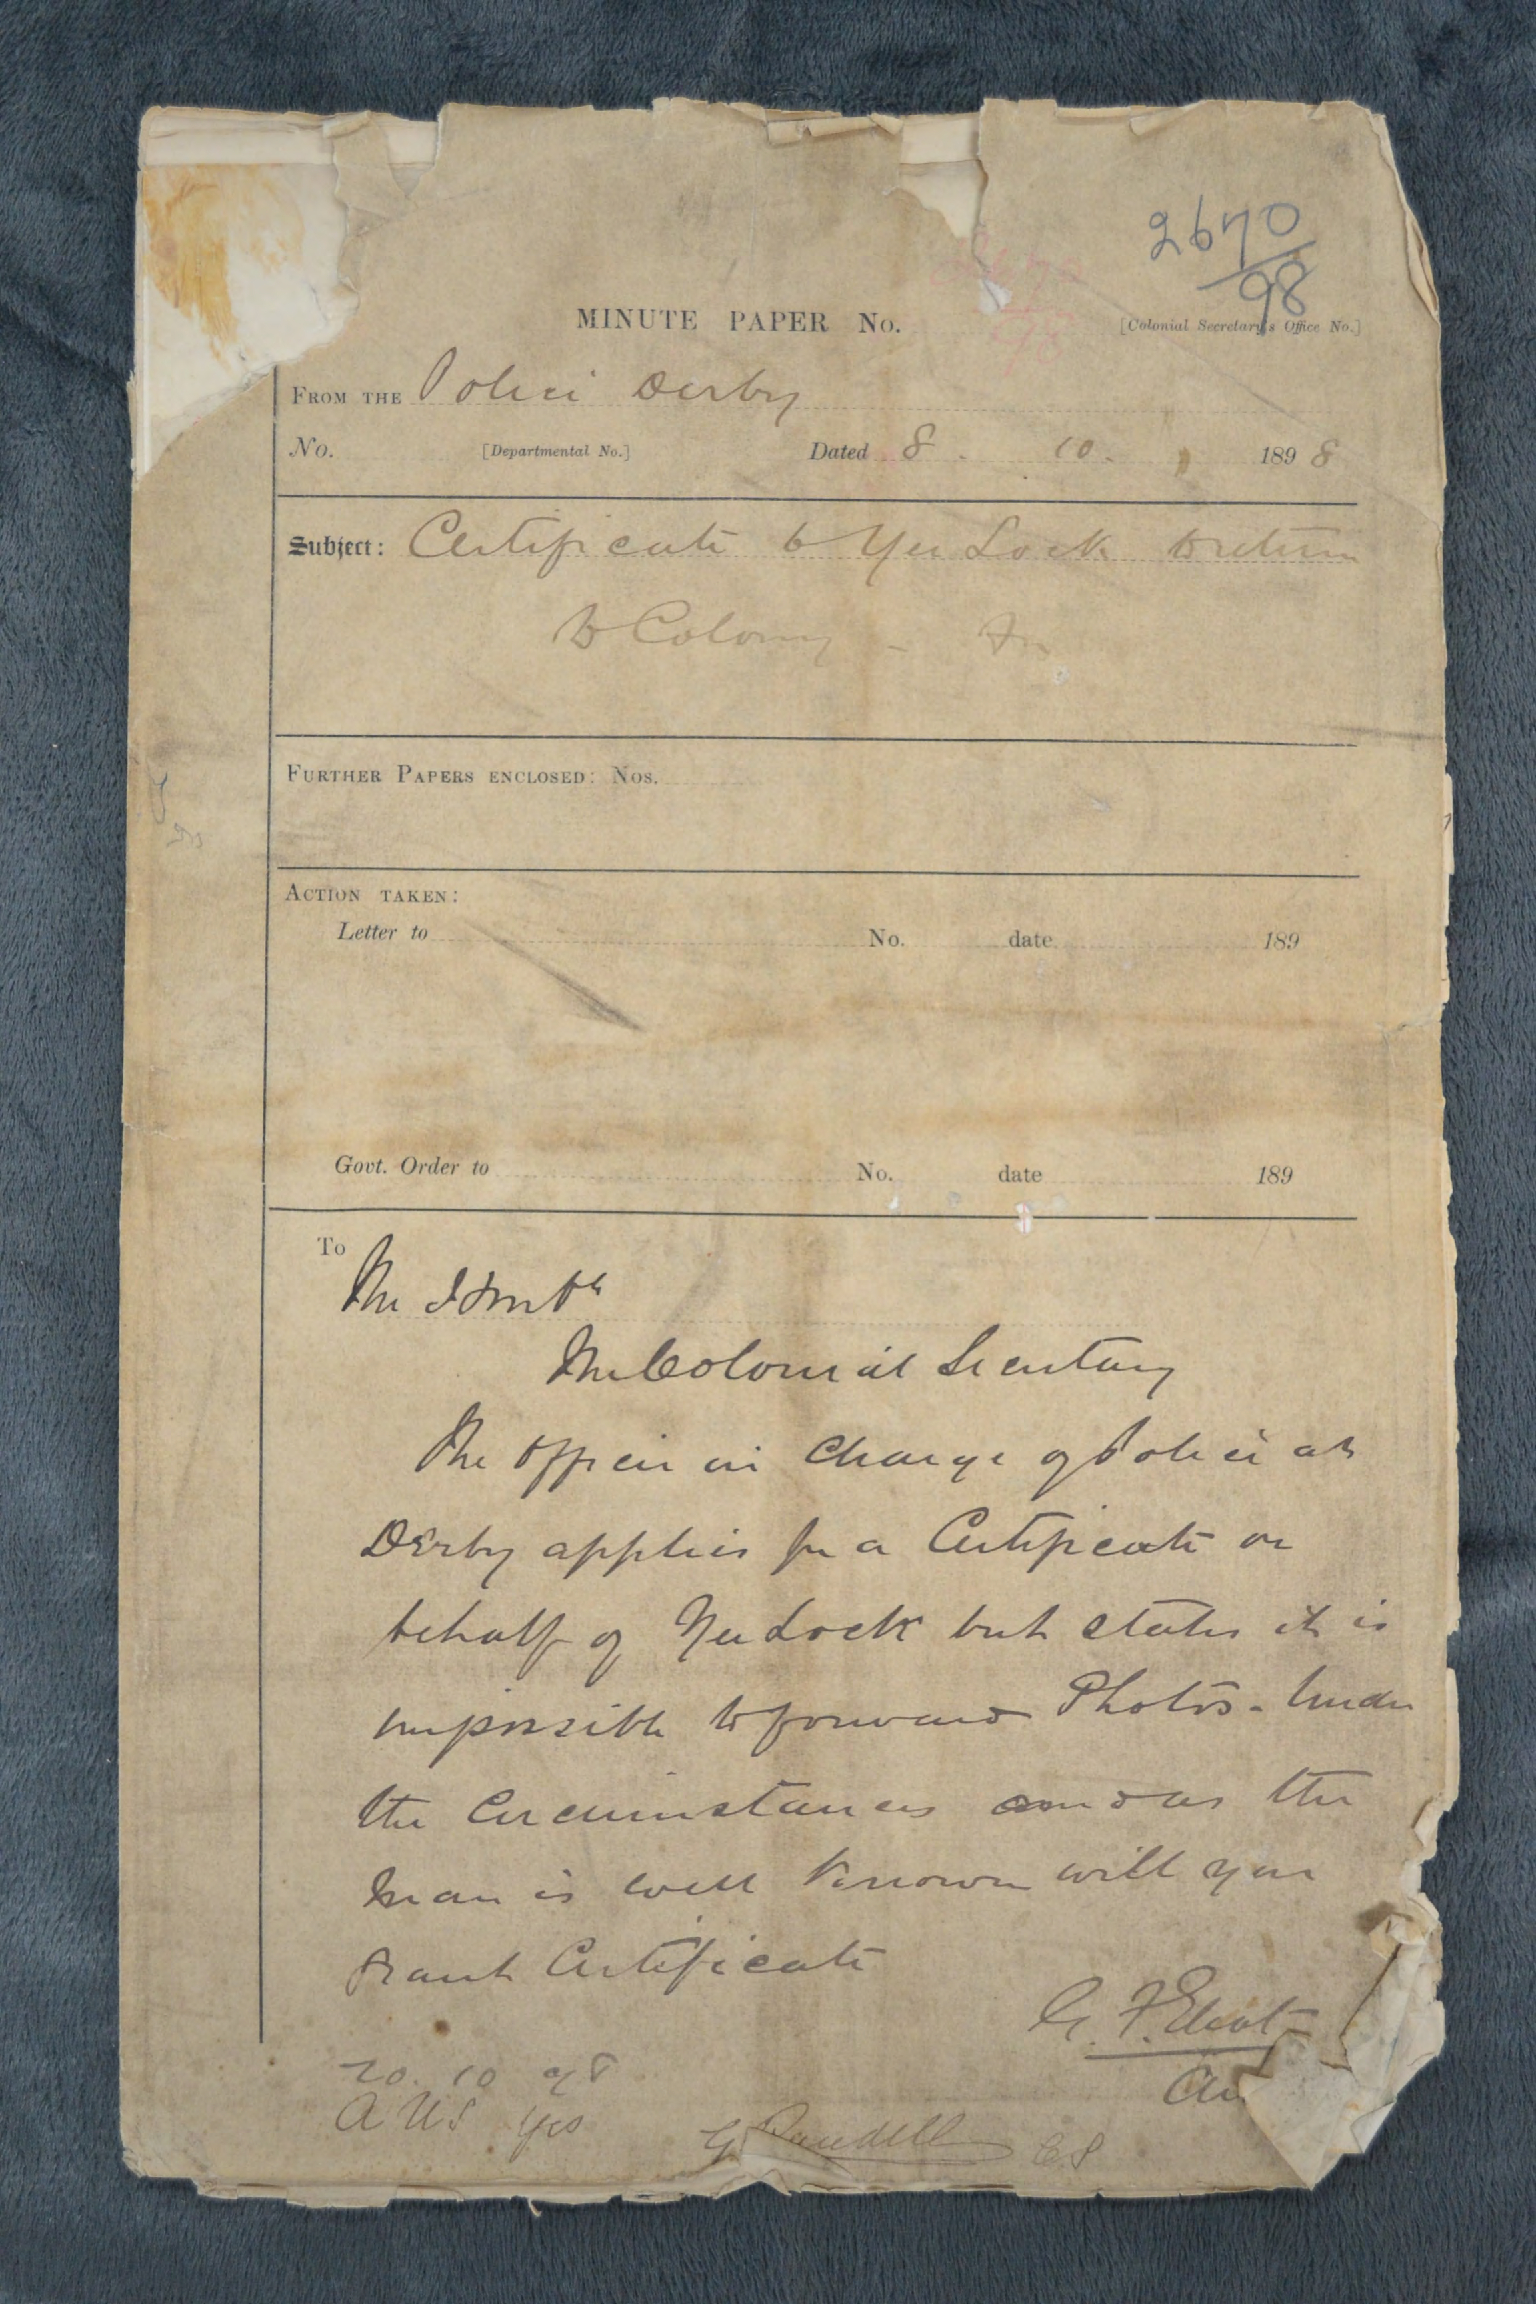 2670
98
MINUTE PAPER No.
[Colonial Secretary's Office No.]
FROM THE Police Derby
No. [Departmental No.] Dated 8. 10. 1898
Subject: Certificate to Yee Lock to return
to Colony -
FURTHER PAPERS ENCLOSED: Nos.
ACTION TAKEN:
Letter to No. date 189
Govt. Order to No. date 189
To
The
The Colonial Secretary
The Officer in Charge of Police at
Derby applies for a Certificate on
behalf of Yee Lock but states it is
impossible to forward Photos - Under
the Circumstances and as the
Man is well known will you
grant Certificate
G. F. Eliot
20. 10 98
A U S Yes
G Randell CS